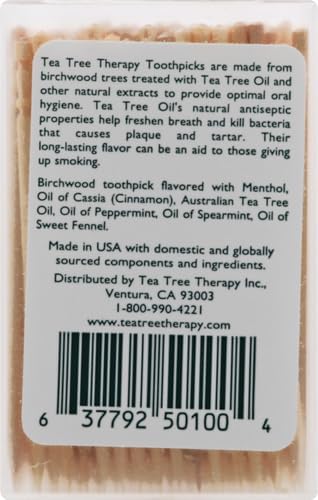 Tea Tree Therapy Toothpicks are made from
birchwood trees treated with Tea Tree Oil and
other natural extracts to provide optimal oral
hygiene. Tea Tree Oil's natural antiseptic
properties help freshen breath and kill bacteria
that causes plaque and tartar. Their
long-lasting flavor can be an aid to those giving
up smoking.
Birchwood toothpick flavored with Menthol,
Oil of Cassia (Cinnamon), Australian Tea Tree
Oil, Oil of Peppermint, Oil of Spearmint, Oil of
Sweet Fennel.
Made in USA with domestic and globally
sourced components and ingredients.
Distributed by Tea Tree Therapy Inc.,
Ventura, CA 93003
1-800-990-4221
www.teatreetherapy.com
6 37792 50100 4